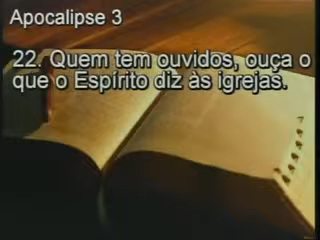 Apocalipse 3
22. Quem tem ouvidos, ouça o
que o Espírito diz às igrejas.